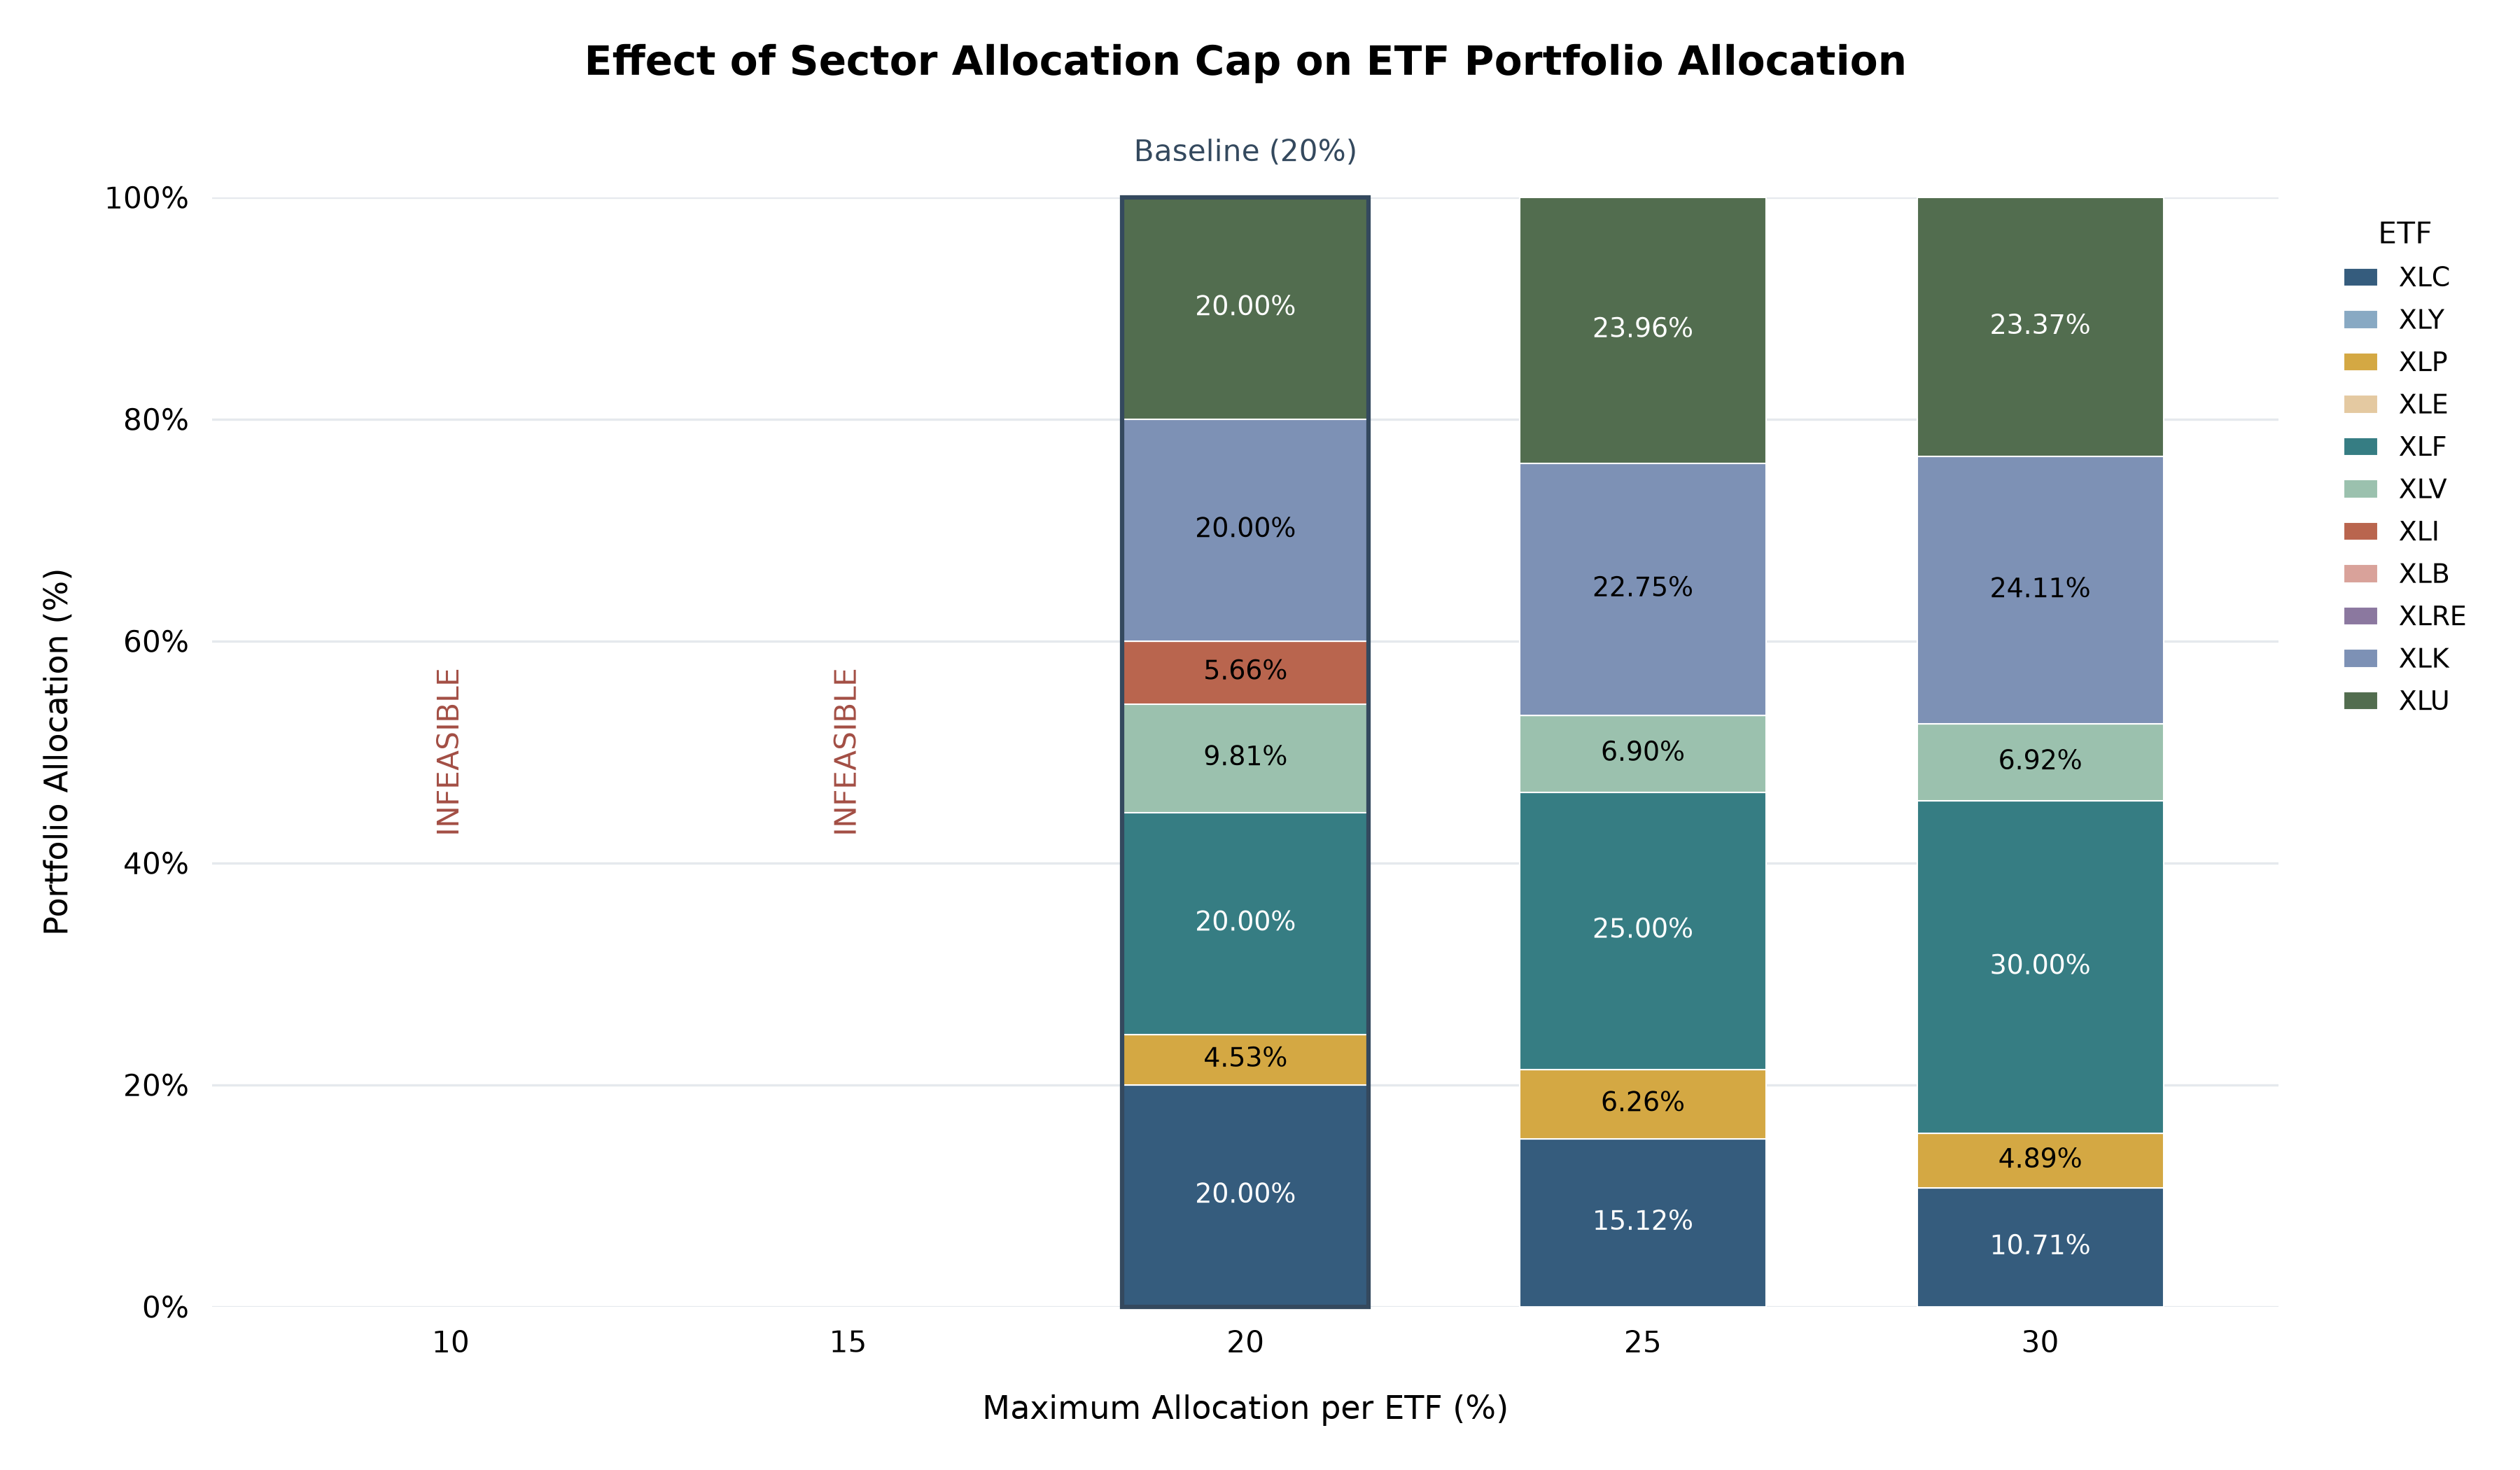 Effect of Sector Allocation Cap on ETF Portfolio Allocation
Baseline (20%)
Portfolio Allocation (%)
100%
80%
60%
40%
20%
0%
INFEASIBLE
INFEASIBLE
20.00%
20.00%
5.66%
9.81%
20.00%
4.53%
20.00%
23.96%
22.75%
6.90%
25.00%
6.26%
15.12%
23.37%
24.11%
6.92%
30.00%
4.89%
10.71%
10
15
20
25
30
Maximum Allocation per ETF (%)
ETF
XLC
XLY
XLP
XLE
XLF
XLV
XLI
XLB
XLRE
XLK
XLU